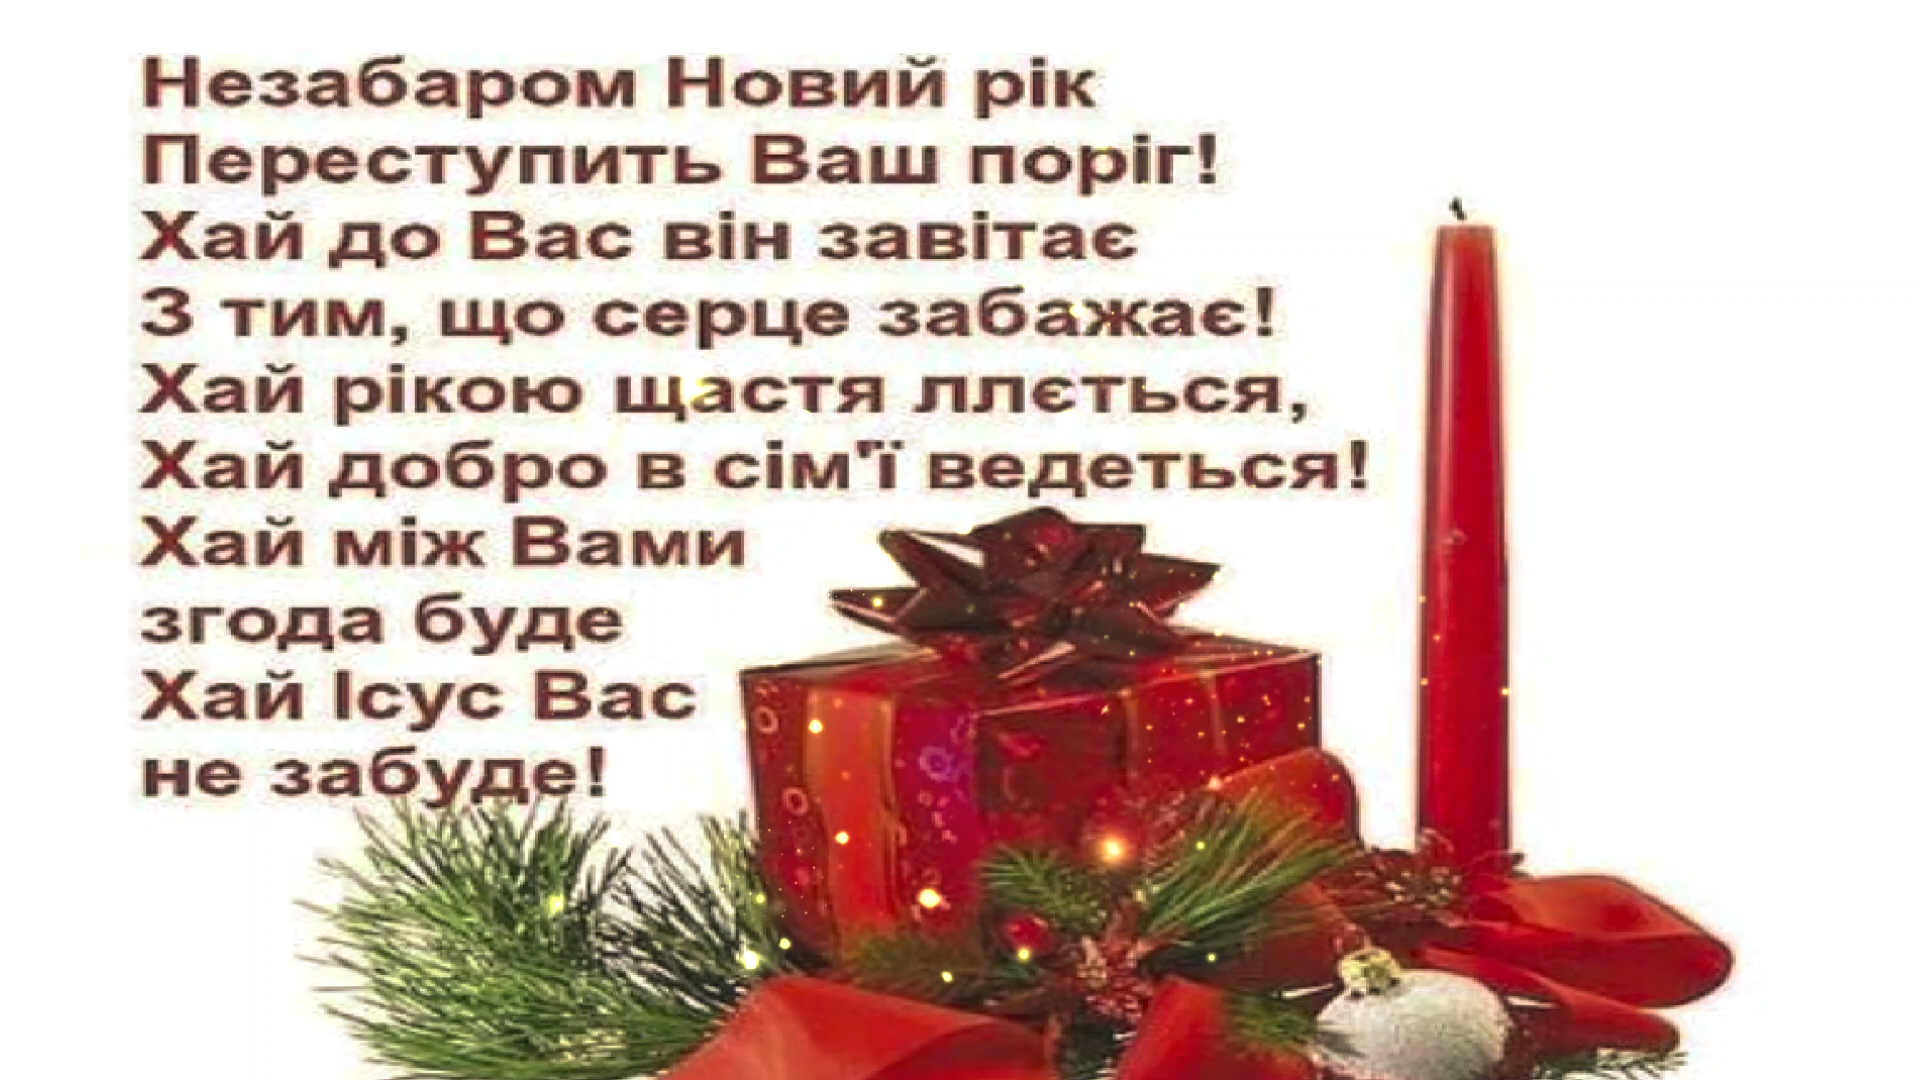 Незабаром Новий рік
Переступить Ваш поріг!
Хай до Вас він завітає
З тим, що серце забажає!
Хай рікою щастя ллється,
Хай добро в сім'ї ведеться!
Хай між Вами
згода буде
Хай Ісус Вас
не забуде!